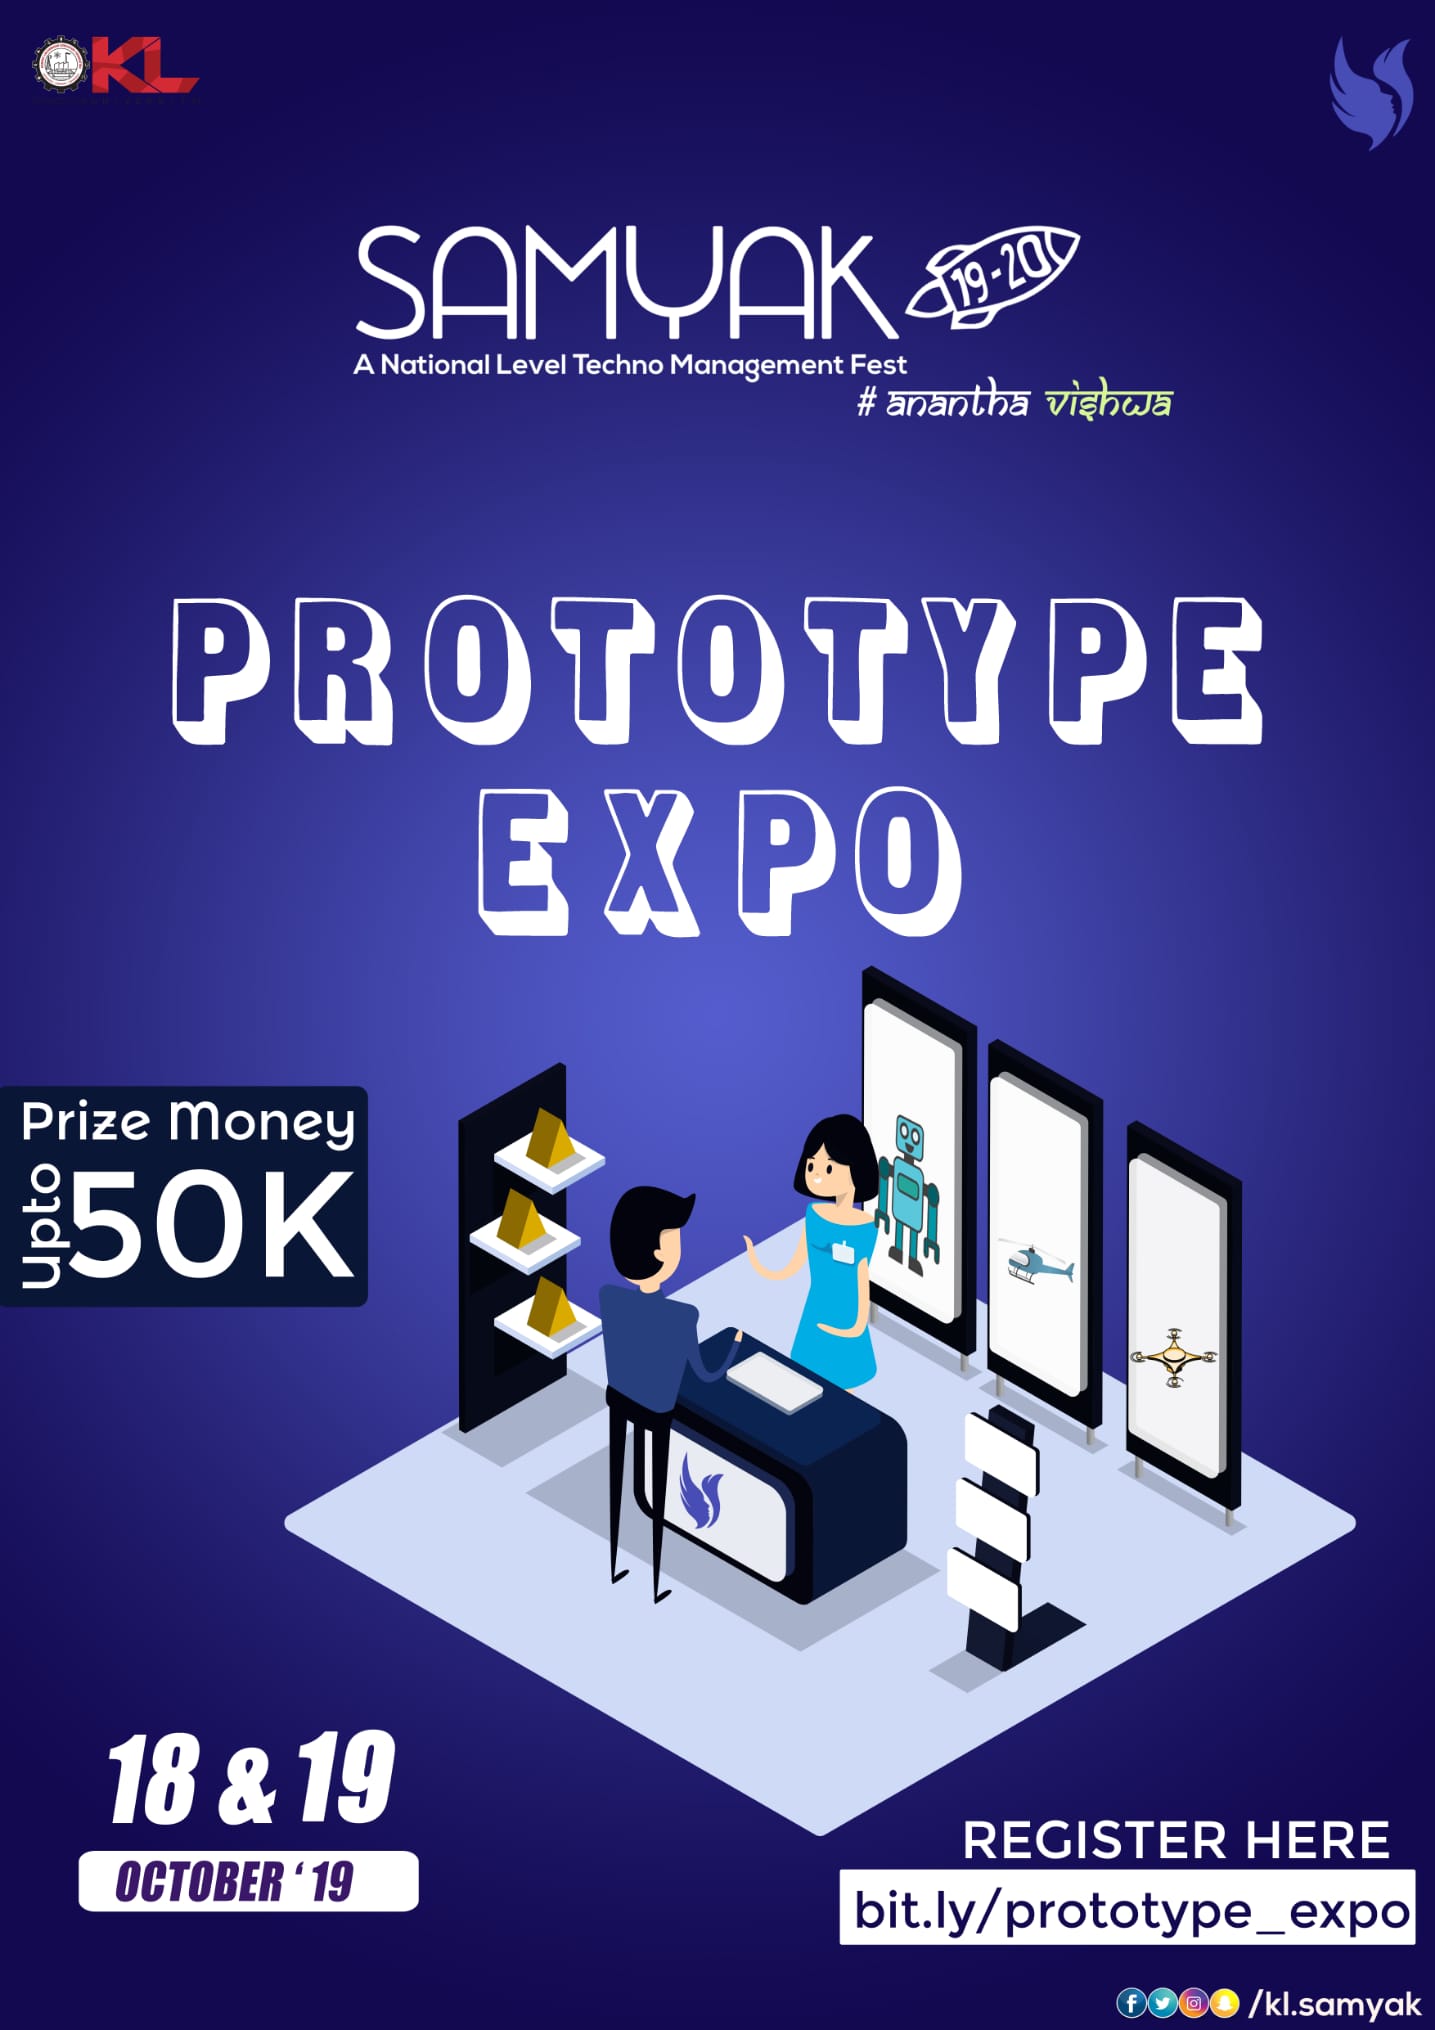 KL
SAMYAK 19-20
A National Level Techno Management Fest
# anantha vishwa
PROTOTYPE
EXPO
Prize Money
upto 50K
18 & 19
OCTOBER ‘ 19
REGISTER HERE
bit.ly/prototype_expo
/kl.samyak